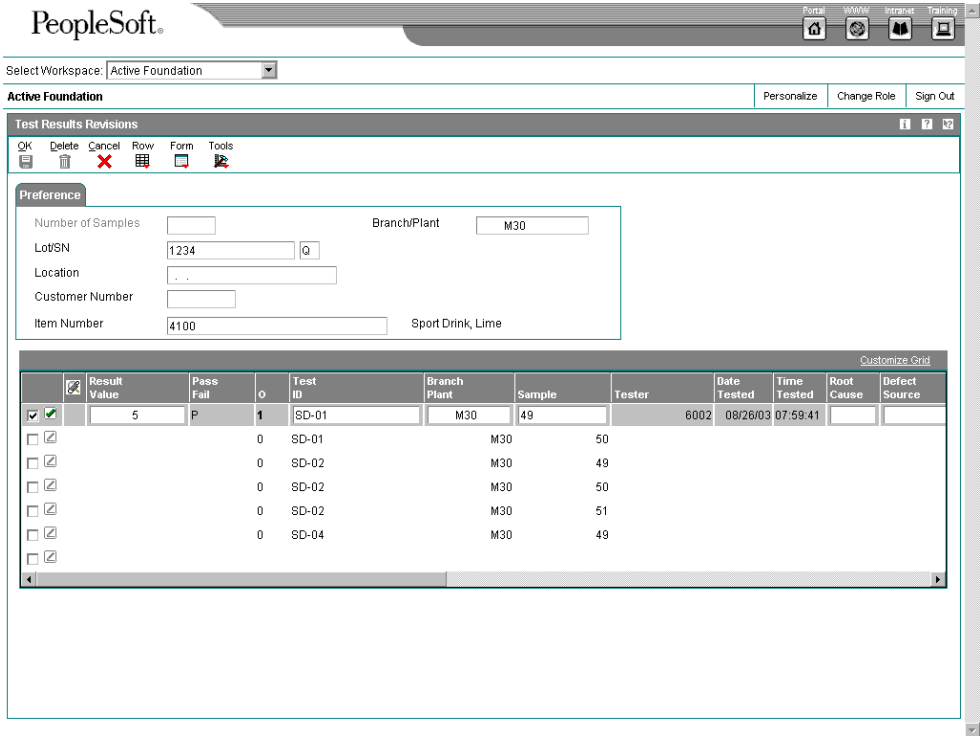 PeopleSoft®
Portal WWW Intranet Training
Select Workspace: Active Foundation
Active Foundation Personalize Change Role Sign Out
Test Results Revisions
OK Delete Cancel Row Form Tools
Preference
Number of Samples Branch/Plant M30
Lot/SN 1234 Q
Location . .
Customer Number
Item Number 4100 Sport Drink, Lime
Customize Grid
Result Value Pass Fail O Test ID Branch Plant Sample Tester Date Tested Time Tested Root Cause Defect Source
5 P 1 SD-01 M30 49 6002 08/26/03 07:59:41
0 SD-01 M30 50
0 SD-02 M30 49
0 SD-02 M30 50
0 SD-02 M30 51
0 SD-04 M30 49